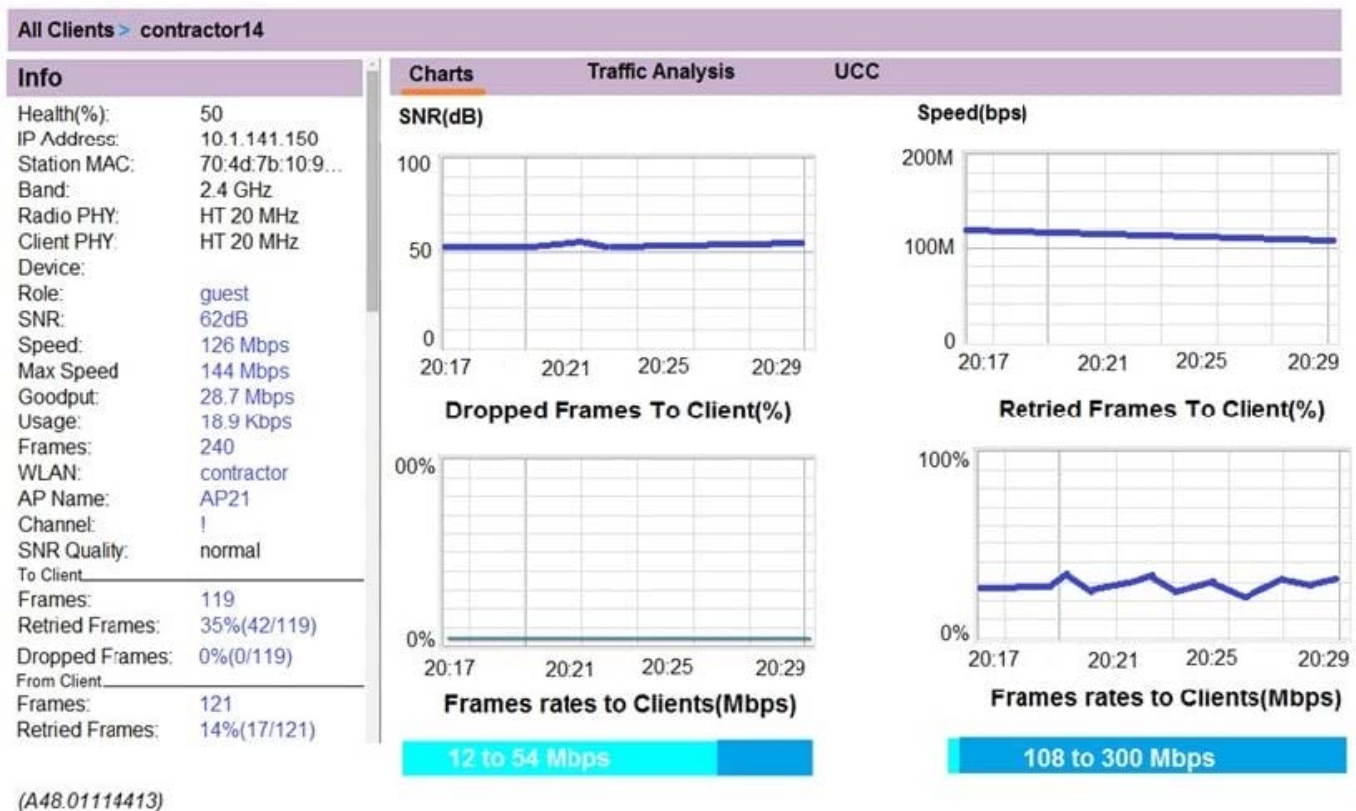 All Clients > contractor14
Info
Health(%): 50
IP Address: 10.1.141.150
Station MAC: 70:4d:7b:10:9...
Band: 2.4 GHz
Radio PHY: HT 20 MHz
Client PHY: HT 20 MHz
Device:
Role: guest
SNR: 62dB
Speed: 126 Mbps
Max Speed 144 Mbps
Goodput: 28.7 Mbps
Usage: 18.9 Kbps
Frames: 240
WLAN: contractor
AP Name: AP21
Channel: !
SNR Quality: normal
To Client
Frames: 119
Retried Frames: 35%(42/119)
Dropped Frames: 0%(0/119)
From Client
Frames: 121
Retried Frames: 14%(17/121)
(A48.01114413)
Charts Traffic Analysis UCC
SNR(dB)
100
50
0
20:17 20:21 20:25 20:29
Speed(bps)
200M
100M
0
20:17 20:21 20:25 20:29
Dropped Frames To Client(%)
00%
0%
20:17 20:21 20:25 20:29
Retried Frames To Client(%)
100%
0%
20:17 20:21 20:25 20:29
Frames rates to Clients(Mbps)
12 to 54 Mbps
Frames rates to Clients(Mbps)
108 to 300 Mbps